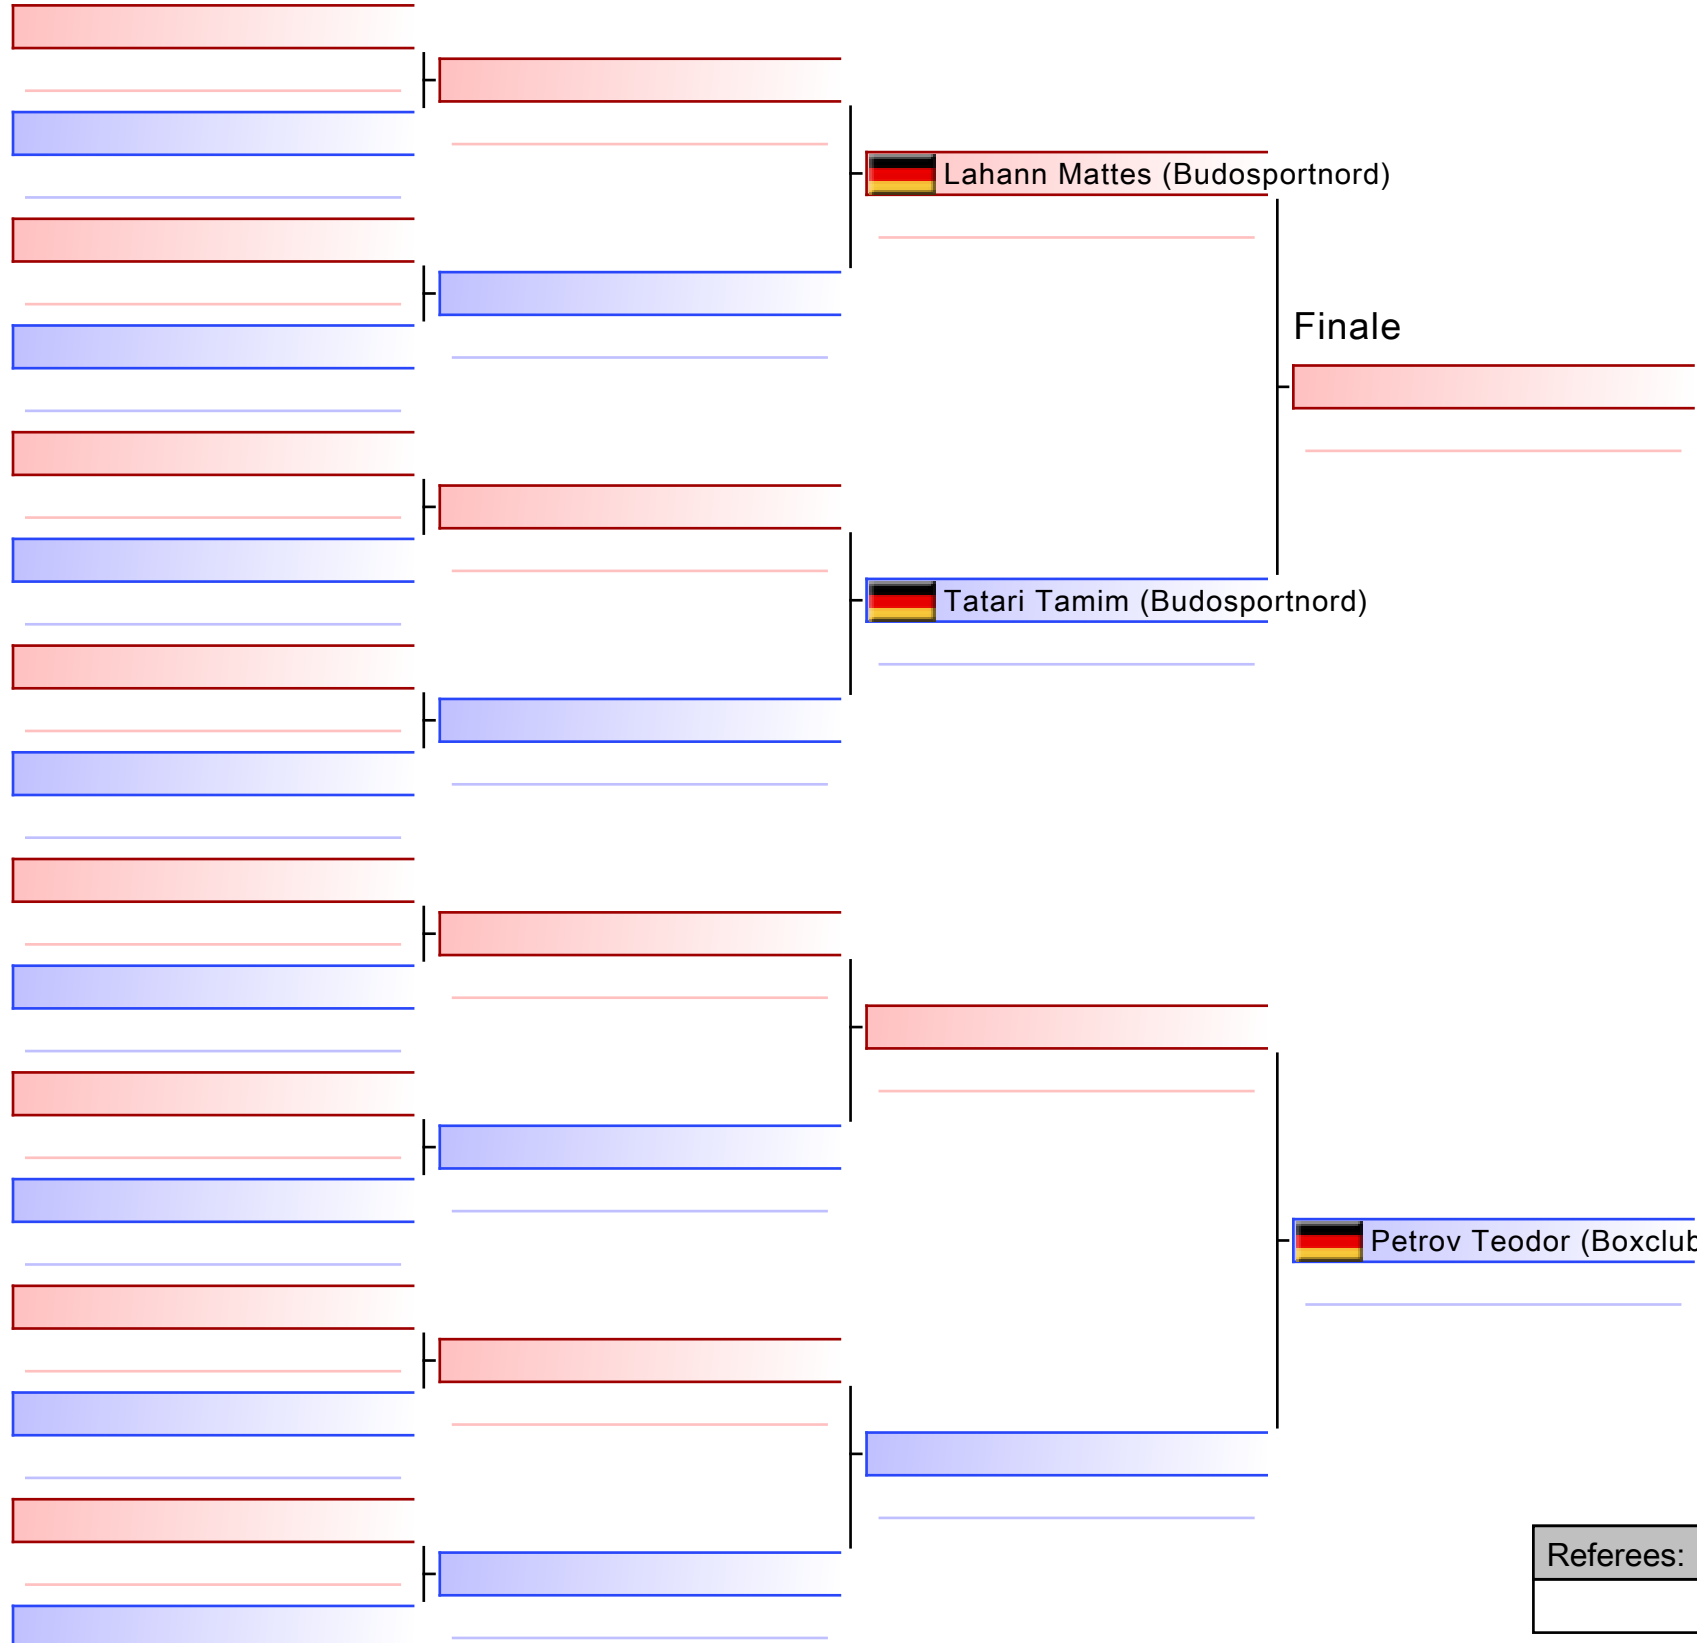 Lahann Mattes (Budosportnord)
Finale
Tatari Tamim (Budosportnord)
Petrov Teodor (Boxclub
Referees: